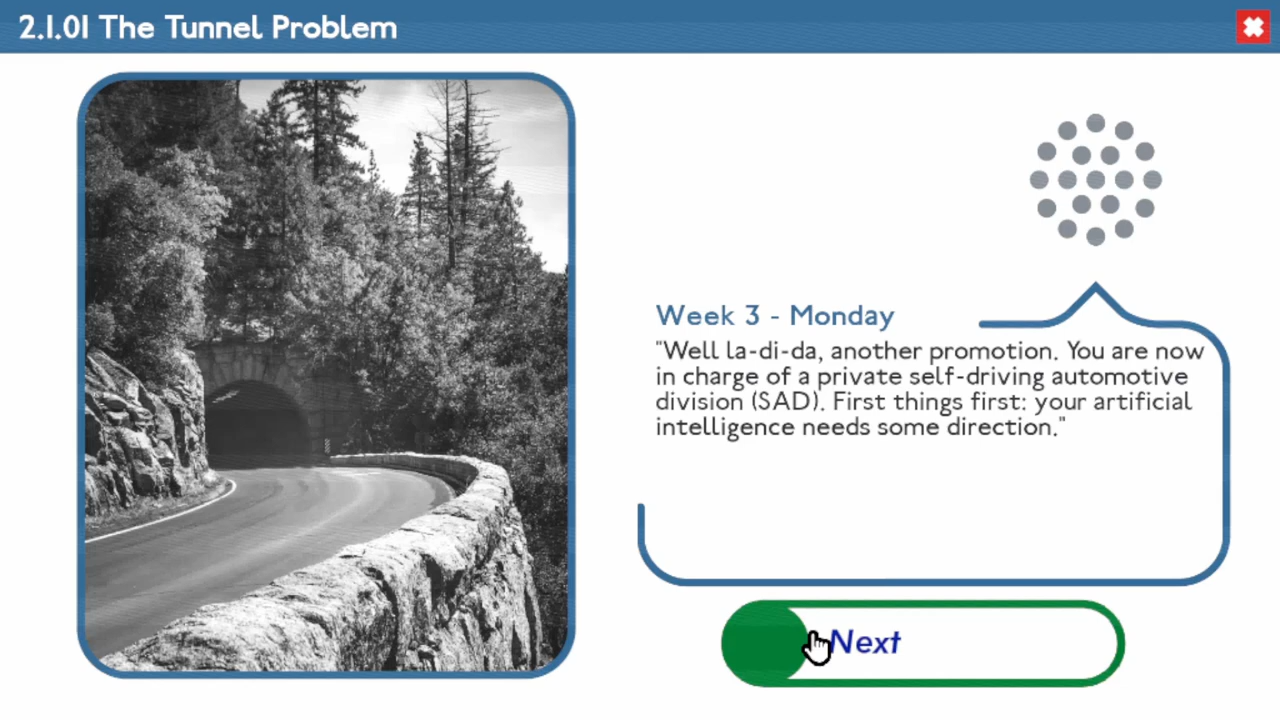 2.1.01 The Tunnel Problem
Week 3 - Monday
"Well la-di-da, another promotion. You are now
in charge of a private self-driving automotive
division (SAD). First things first: your artificial
intelligence needs some direction."
Next